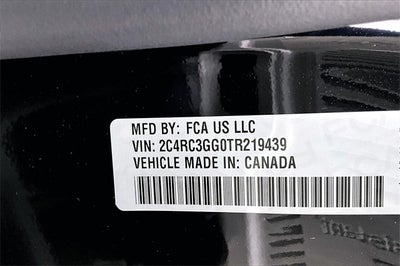 MFD BY: FCA US LLC
VIN: 2C4RC3GG0TR219439
VEHICLE MADE IN: CANADA